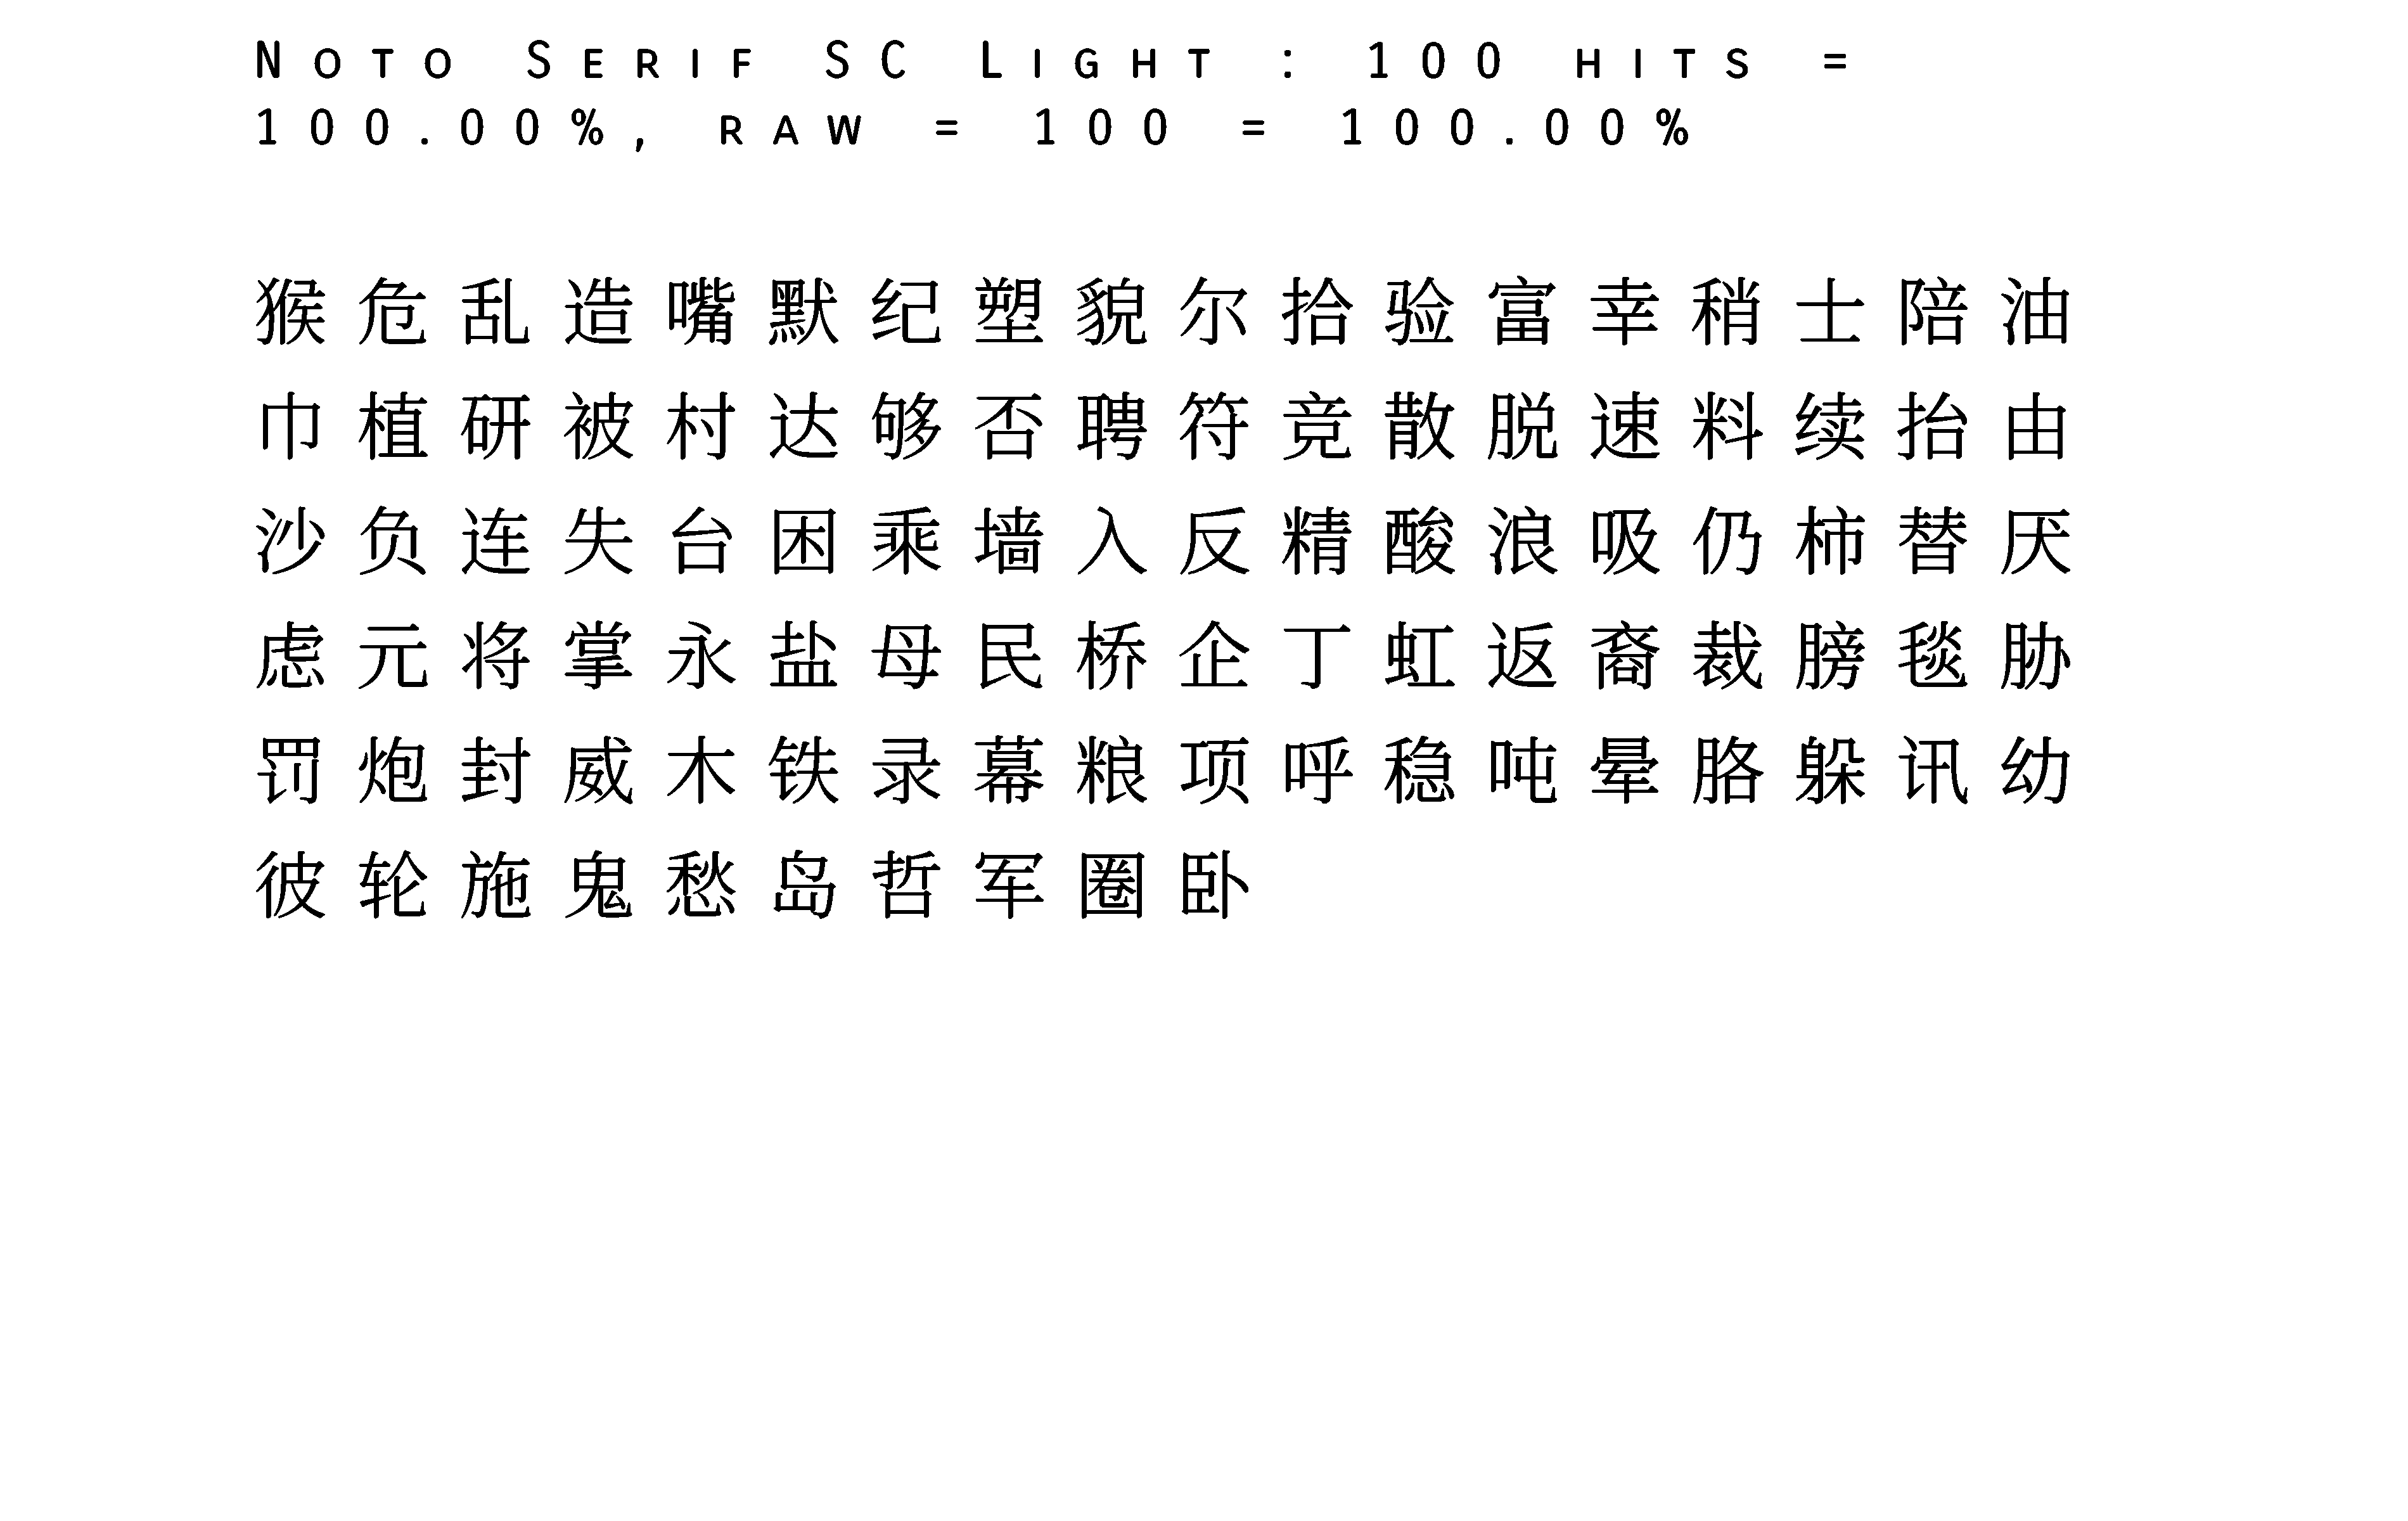 Noto Serif SC Light : 100 hits =
100.00%, raw = 100 = 100.00%
猴危乱造嘴默纪塑貌尔拾验富幸稍士陪油
巾植研被村达够否聘符竞散脱速料续抬由
沙负连失台困乘墙入反精酸浪吸仍柿替厌
虑元将掌永盐母民桥企丁虹返裔裁膀毯胁
罚炮封威木铁录幕粮项呼稳吨晕胳躲讯幼
彼轮施鬼愁岛哲军圈卧